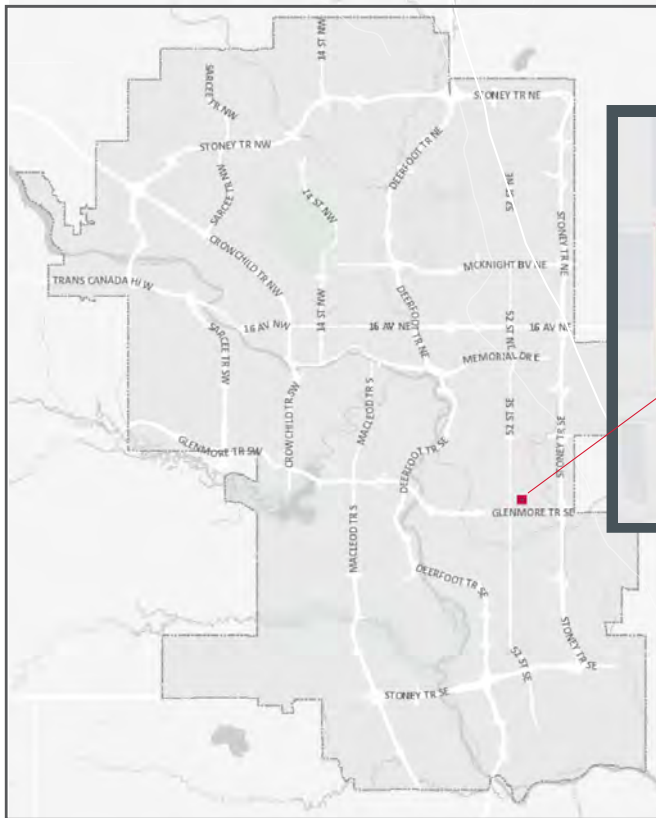 14 ST NW
SARCEE TR NW
STONEY TR NE
STONEY TR NW
DEERFOOT TR NE
SARCEE TR NW
14 ST NW
52 ST NE
STONEY TR NE
CROWCHILD TR NW
MCKNIGHT BV NE
TRANS CANADA HI W
DEERFOOT TR NE
16 AV NW
14 ST NW
16 AV NE
52 ST NE
16 AV NE
SARCEE TR SW
MEMORIAL DR E
CROWCHILD TR SW
MACLEOD TR S
52 ST SE
STONEY TR SE
GLENMORE TR SW
DEERFOOT TR SE
GLENMORE TR SE
MACLEOD TR S
DEERFOOT TR SE
STONEY TR SE
52 ST SE
STONEY TR SE